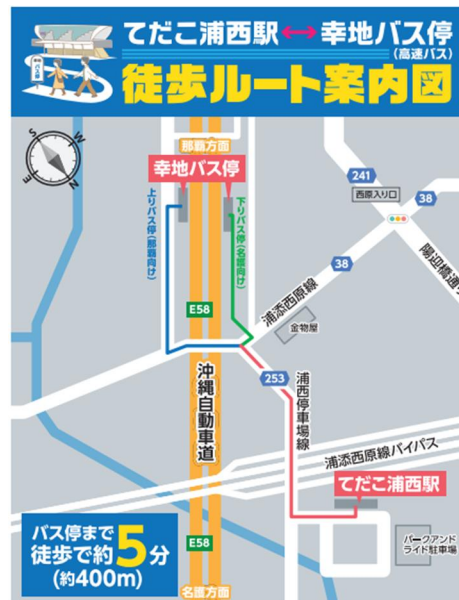 てだこ浦西駅↔幸地バス停
(高速バス)
徒歩ルート案内図
S
W
E
N
那覇方面
幸地バス停
上りバス停(那覇向け)
下りバス停(名護向け)
241
西原入り口
38
38
浦添西原線
陽迎橋通り
金物屋
E58
253
沖縄自動車道
浦西停車場線
浦添西原線バイパス
てだこ浦西駅
パークアンド
ライド駐車場
E58
名護方面
バス停まで
徒歩で約5分
(約400m)